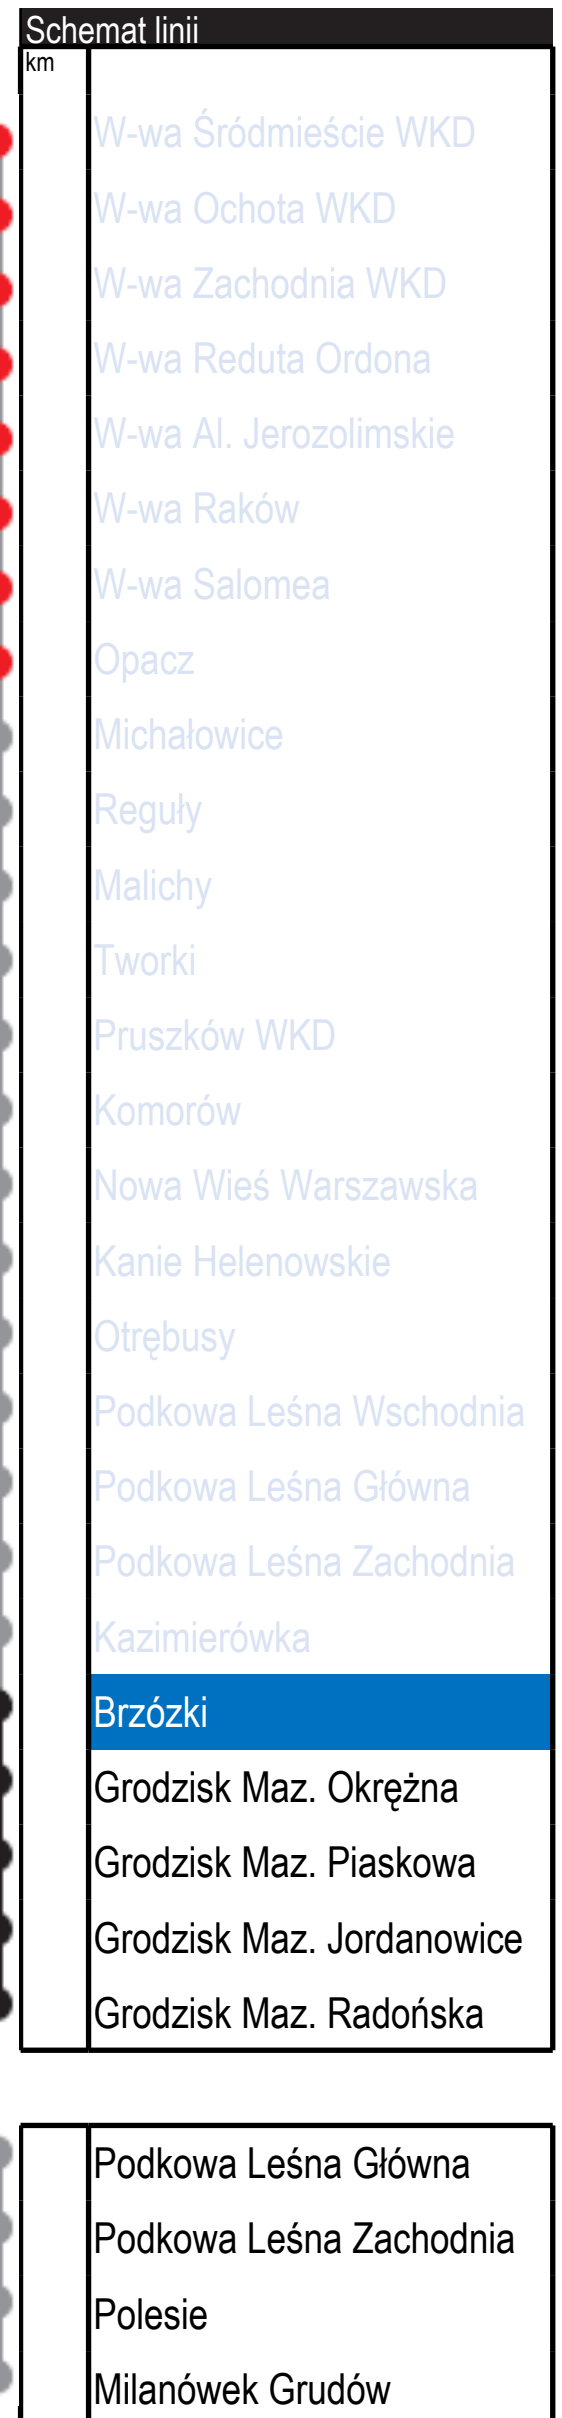 Schemat linii
km
W-wa Śródmieście WKD
W-wa Ochota WKD
W-wa Zachodnia WKD
W-wa Reduta Ordona
W-wa Al. Jerozolimskie
W-wa Raków
W-wa Salomea
Opacz
Michałowice
Reguły
Malichy
Tworki
Pruszków WKD
Komorów
Nowa Wieś Warszawska
Kanie Helenowskie
Otrębusy
Podkowa Leśna Wschodnia
Podkowa Leśna Główna
Podkowa Leśna Zachodnia
Kazimierówka
Brzózki
Grodzisk Maz. Okrężna
Grodzisk Maz. Piaskowa
Grodzisk Maz. Jordanowice
Grodzisk Maz. Radońska
Podkowa Leśna Główna
Podkowa Leśna Zachodnia
Polesie
Milanówek Grudów